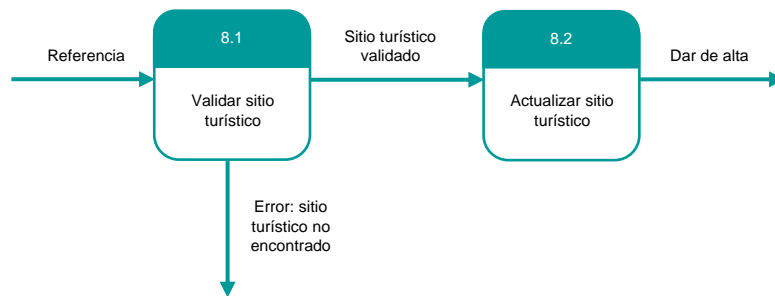 Referencia
8.1
Validar sitio
turístico
Sitio turístico
validado
8.2
Actualizar sitio
turístico
Dar de alta
Error: sitio
turístico no
encontrado